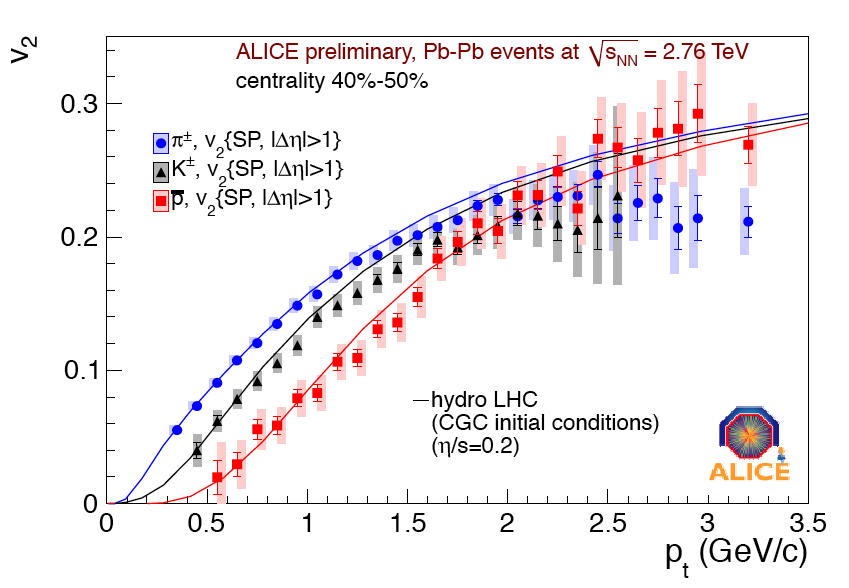 v2
ALICE preliminary, Pb-Pb events at √sNN = 2.76 TeV
centrality 40%-50%
0.3
π±, v2{SP, |Δη|>1}
K±, v2{SP, |Δη|>1}
p̅, v2{SP, |Δη|>1}
0.2
0.1
hydro LHC
(CGC initial conditions)
(η/s=0.2)
ALICE
0
0 0.5 1 1.5 2 2.5 3 3.5
pt (GeV/c)